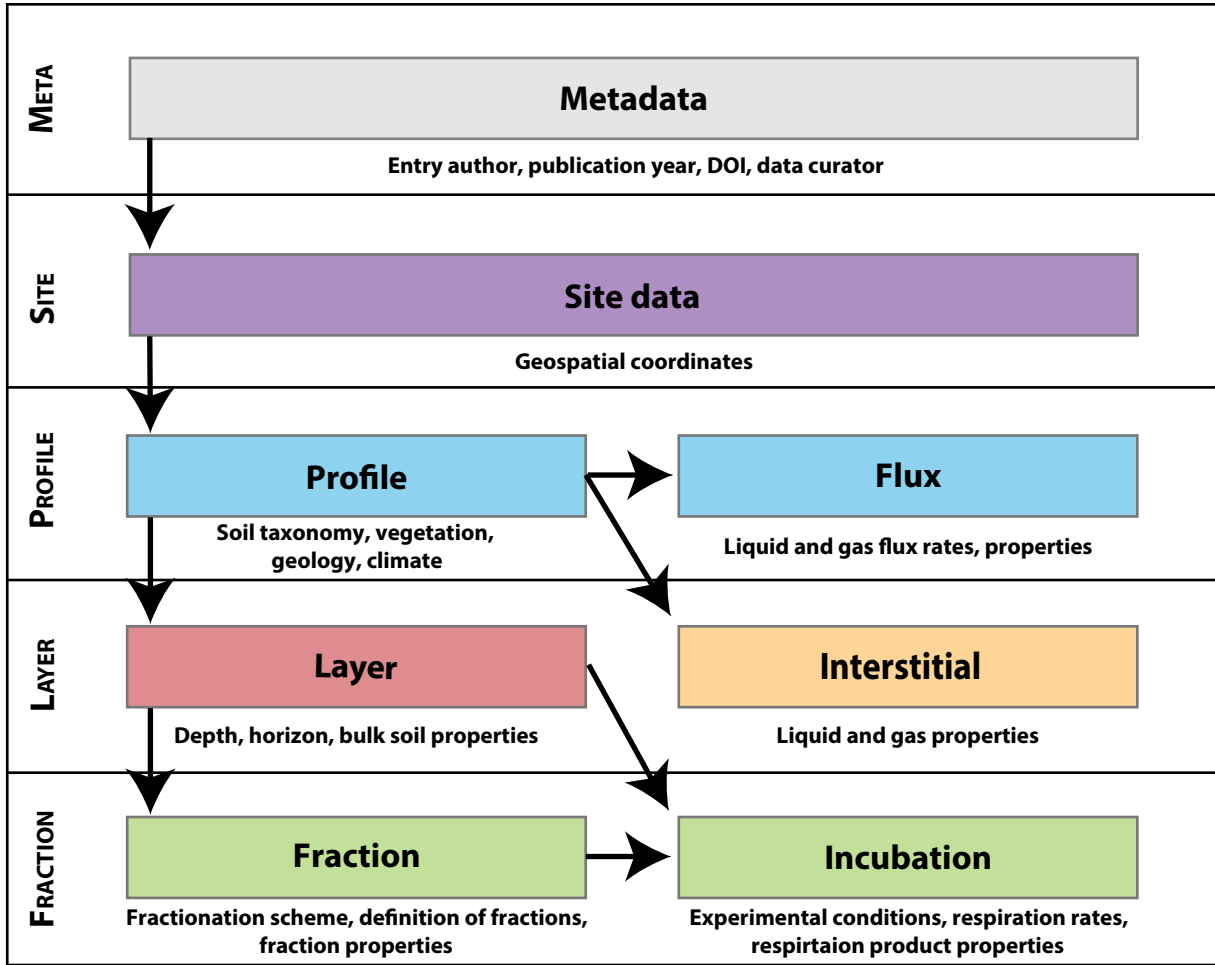 META
Metadata
Entry author, publication year, DOI, data curator
SITE
Site data
Geospatial coordinates
PROFILE
Profile
Soil taxonomy, vegetation,
geology, climate
Flux
Liquid and gas flux rates, properties
LAYER
Layer
Depth, horizon, bulk soil properties
Interstitial
Liquid and gas properties
FRACTION
Fraction
Fractionation scheme, definition of fractions,
fraction properties
Incubation
Experimental conditions, respiration rates,
respirtaion product properties